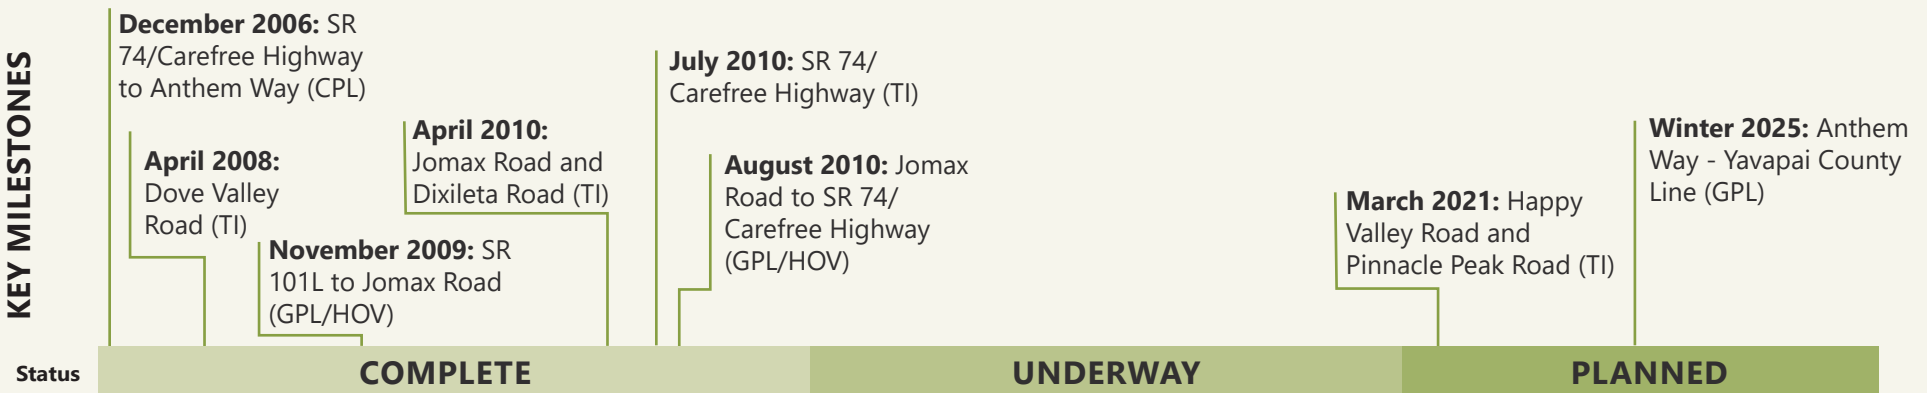 KEY MILESTONES
December 2006: SR
74/Carefree Highway
to Anthem Way (CPL)
April 2008:
Dove Valley
Road (TI)
November 2009: SR
101L to Jomax Road
(GPL/HOV)
April 2010:
Jomax Road and
Dixileta Road (TI)
July 2010: SR 74/
Carefree Highway (TI)
August 2010: Jomax
Road to SR 74/
Carefree Highway
(GPL/HOV)
March 2021: Happy
Valley Road and
Pinnacle Peak Road (TI)
Winter 2025: Anthem
Way - Yavapai County
Line (GPL)
Status
COMPLETE
UNDERWAY
PLANNED